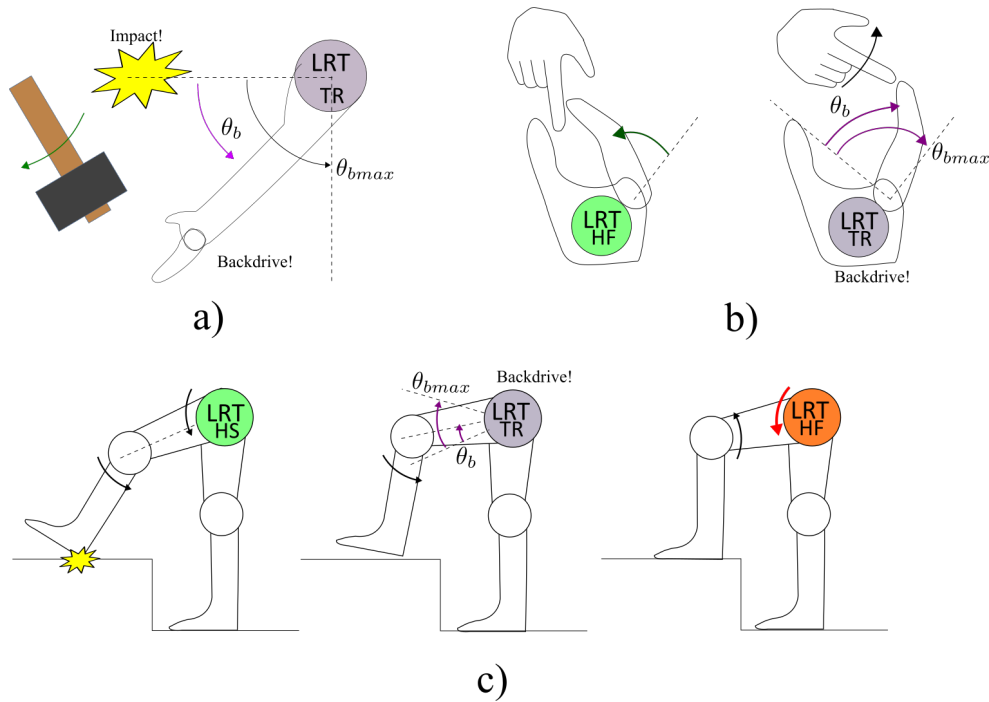 Impact!
LRT
TR
θb
θbmax
Backdrive!
a)
LRT
HF
θb
θbmax
LRT
TR
Backdrive!
b)
LRT
HS
θbmax
Backdrive!
LRT
TR
θb
LRT
HF
c)